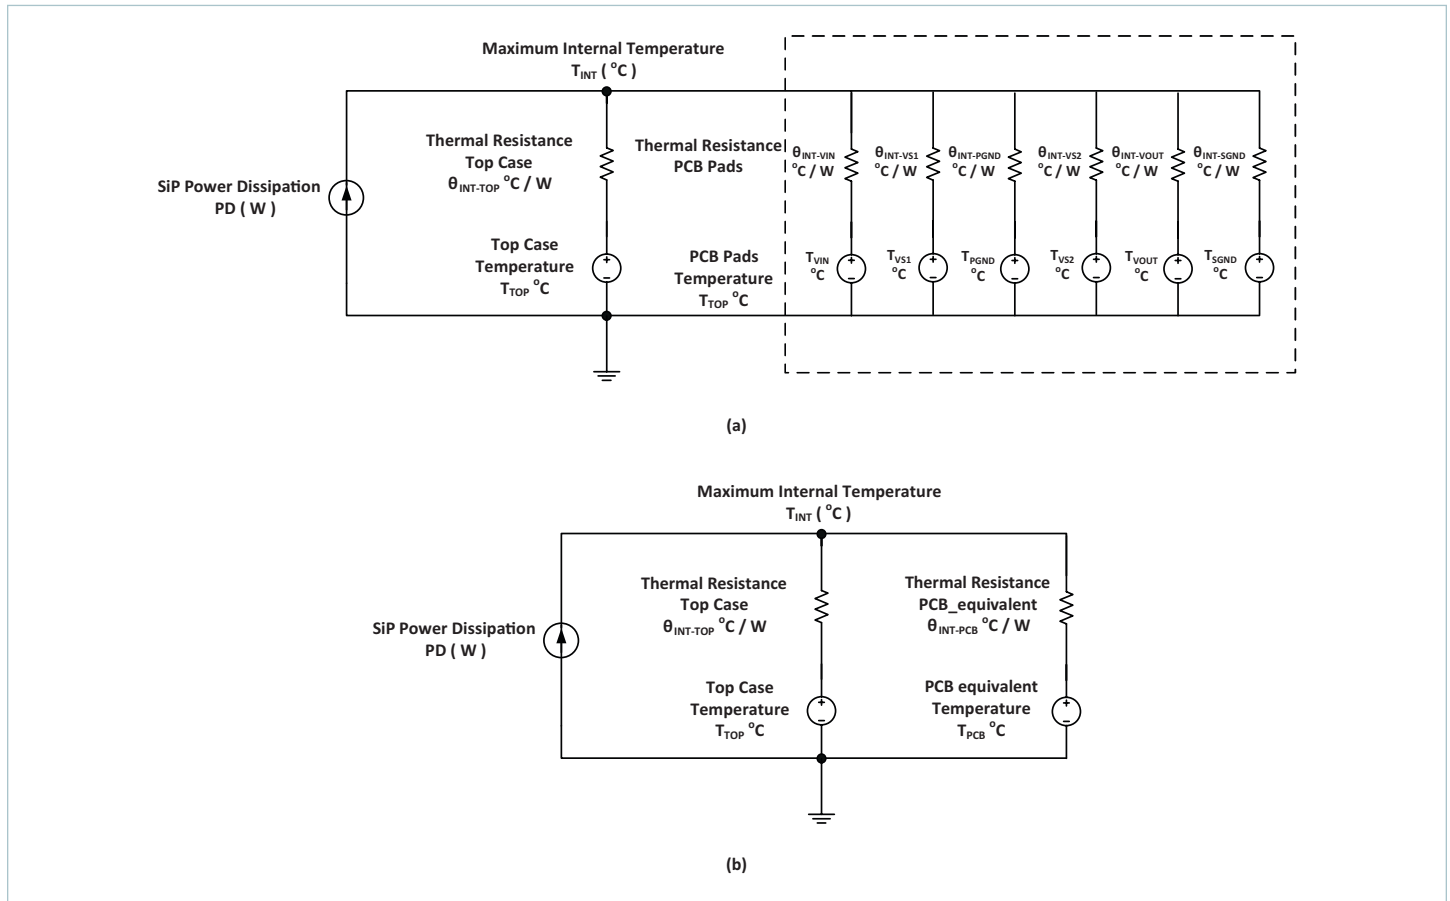 Maximum Internal Temperature
T_INT ( °C )
Thermal Resistance
Top Case
θ_INT-TOP °C / W
Thermal Resistance
PCB Pads
θ_INT-VIN
°C / W
θ_INT-VS1
°C / W
θ_INT-PGND
°C / W
θ_INT-VS2
°C / W
θ_INT-VOUT
°C / W
θ_INT-SGND
°C / W
SiP Power Dissipation
PD ( W )
Top Case
Temperature
T_TOP °C
PCB Pads
Temperature
T_TOP °C
T_VIN
°C
T_VS1
°C
T_PGND
°C
T_VS2
°C
T_VOUT
°C
T_SGND
°C
(a)
Maximum Internal Temperature
T_INT ( °C )
Thermal Resistance
Top Case
θ_INT-TOP °C / W
Thermal Resistance
PCB_equivalent
θ_INT-PCB °C / W
SiP Power Dissipation
PD ( W )
Top Case
Temperature
T_TOP °C
PCB equivalent
Temperature
T_PCB °C
(b)